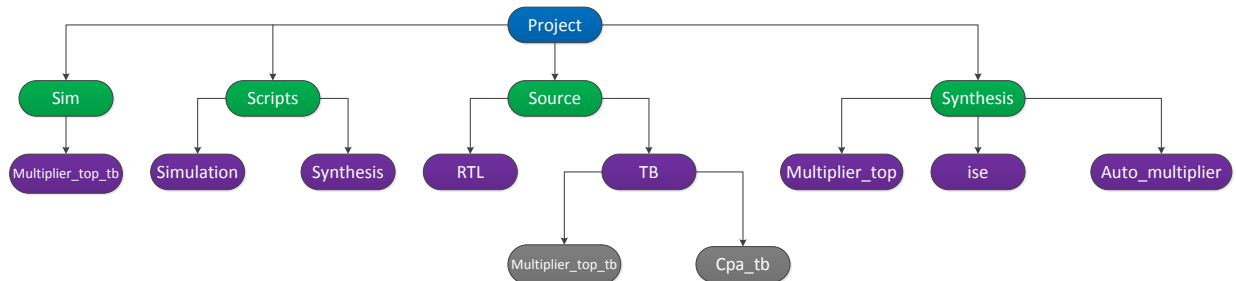 Project
Sim
Scripts
Source
Synthesis
Multiplier_top_tb
Simulation
Synthesis
RTL
TB
Multiplier_top
ise
Auto_multiplier
Multiplier_top_tb
Cpa_tb